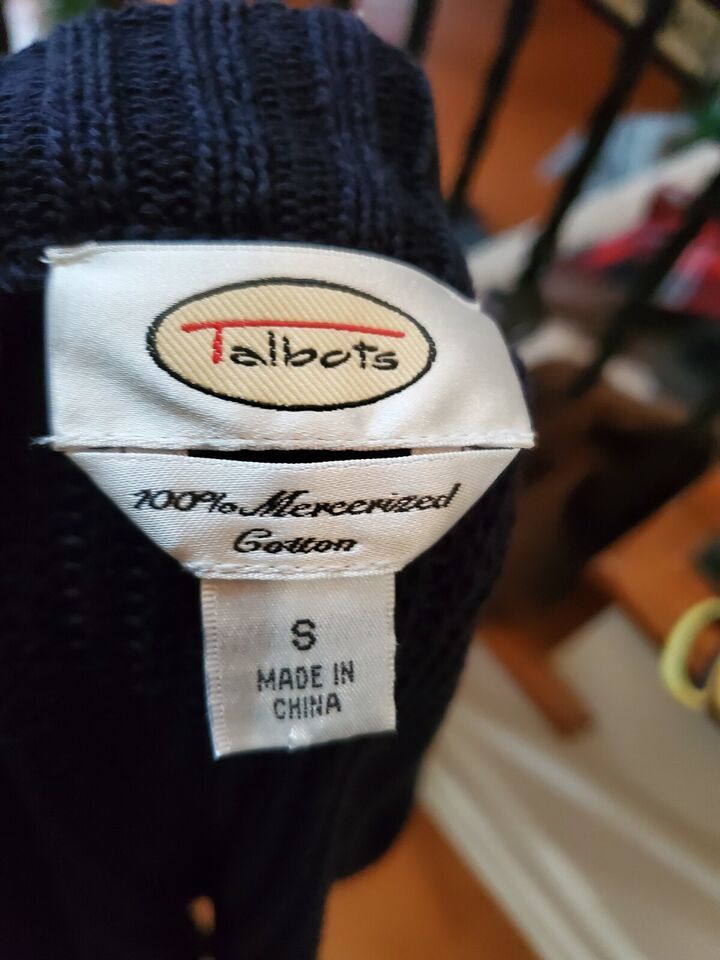 Talbots
100% Mercerized
Cotton
S
MADE IN
CHINA